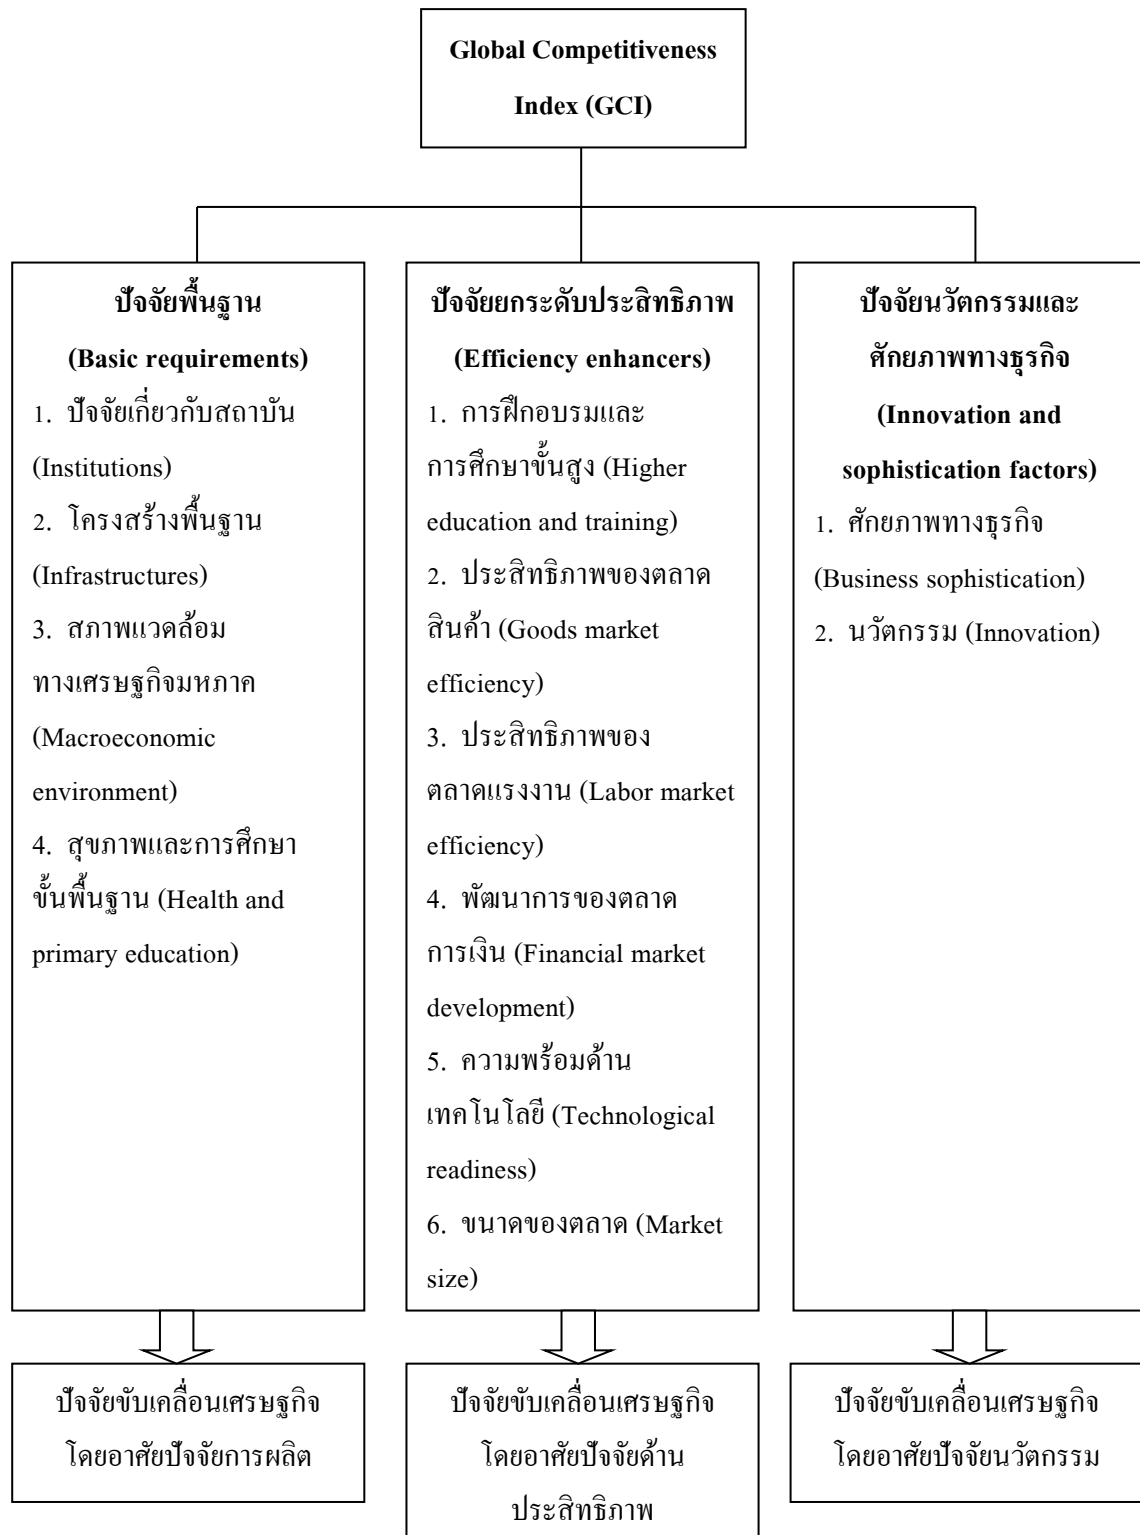 Global Competitiveness
Index (GCI)
ปัจจัยพื้นฐาน
(Basic requirements)
1. ปัจจัยเกี่ยวกับสถาบัน
(Institutions)
2. โครงสร้างพื้นฐาน
(Infrastructures)
3. สภาพแวดล้อม
ทางเศรษฐกิจมหภาค
(Macroeconomic
environment)
4. สุขภาพและการศึกษา
ขั้นพื้นฐาน (Health and
primary education)
ปัจจัยยกระดับประสิทธิภาพ
(Efficiency enhancers)
1. การฝึกอบรมและ
การศึกษาขั้นสูง (Higher
education and training)
2. ประสิทธิภาพของตลาด
สินค้า (Goods market
efficiency)
3. ประสิทธิภาพของ
ตลาดแรงงาน (Labor market
efficiency)
4. พัฒนาการของตลาด
การเงิน (Financial market
development)
5. ความพร้อมด้าน
เทคโนโลยี (Technological
readiness)
6. ขนาดของตลาด (Market
size)
ปัจจัยนวัตกรรมและ
ศักยภาพทางธุรกิจ
(Innovation and
sophistication factors)
1. ศักยภาพทางธุรกิจ
(Business sophistication)
2. นวัตกรรม (Innovation)
ปัจจัยขับเคลื่อนเศรษฐกิจ
โดยอาศัยปัจจัยการผลิต
ปัจจัยขับเคลื่อนเศรษฐกิจ
โดยอาศัยปัจจัยด้าน
ประสิทธิภาพ
ปัจจัยขับเคลื่อนเศรษฐกิจ
โดยอาศัยปัจจัยนวัตกรรม